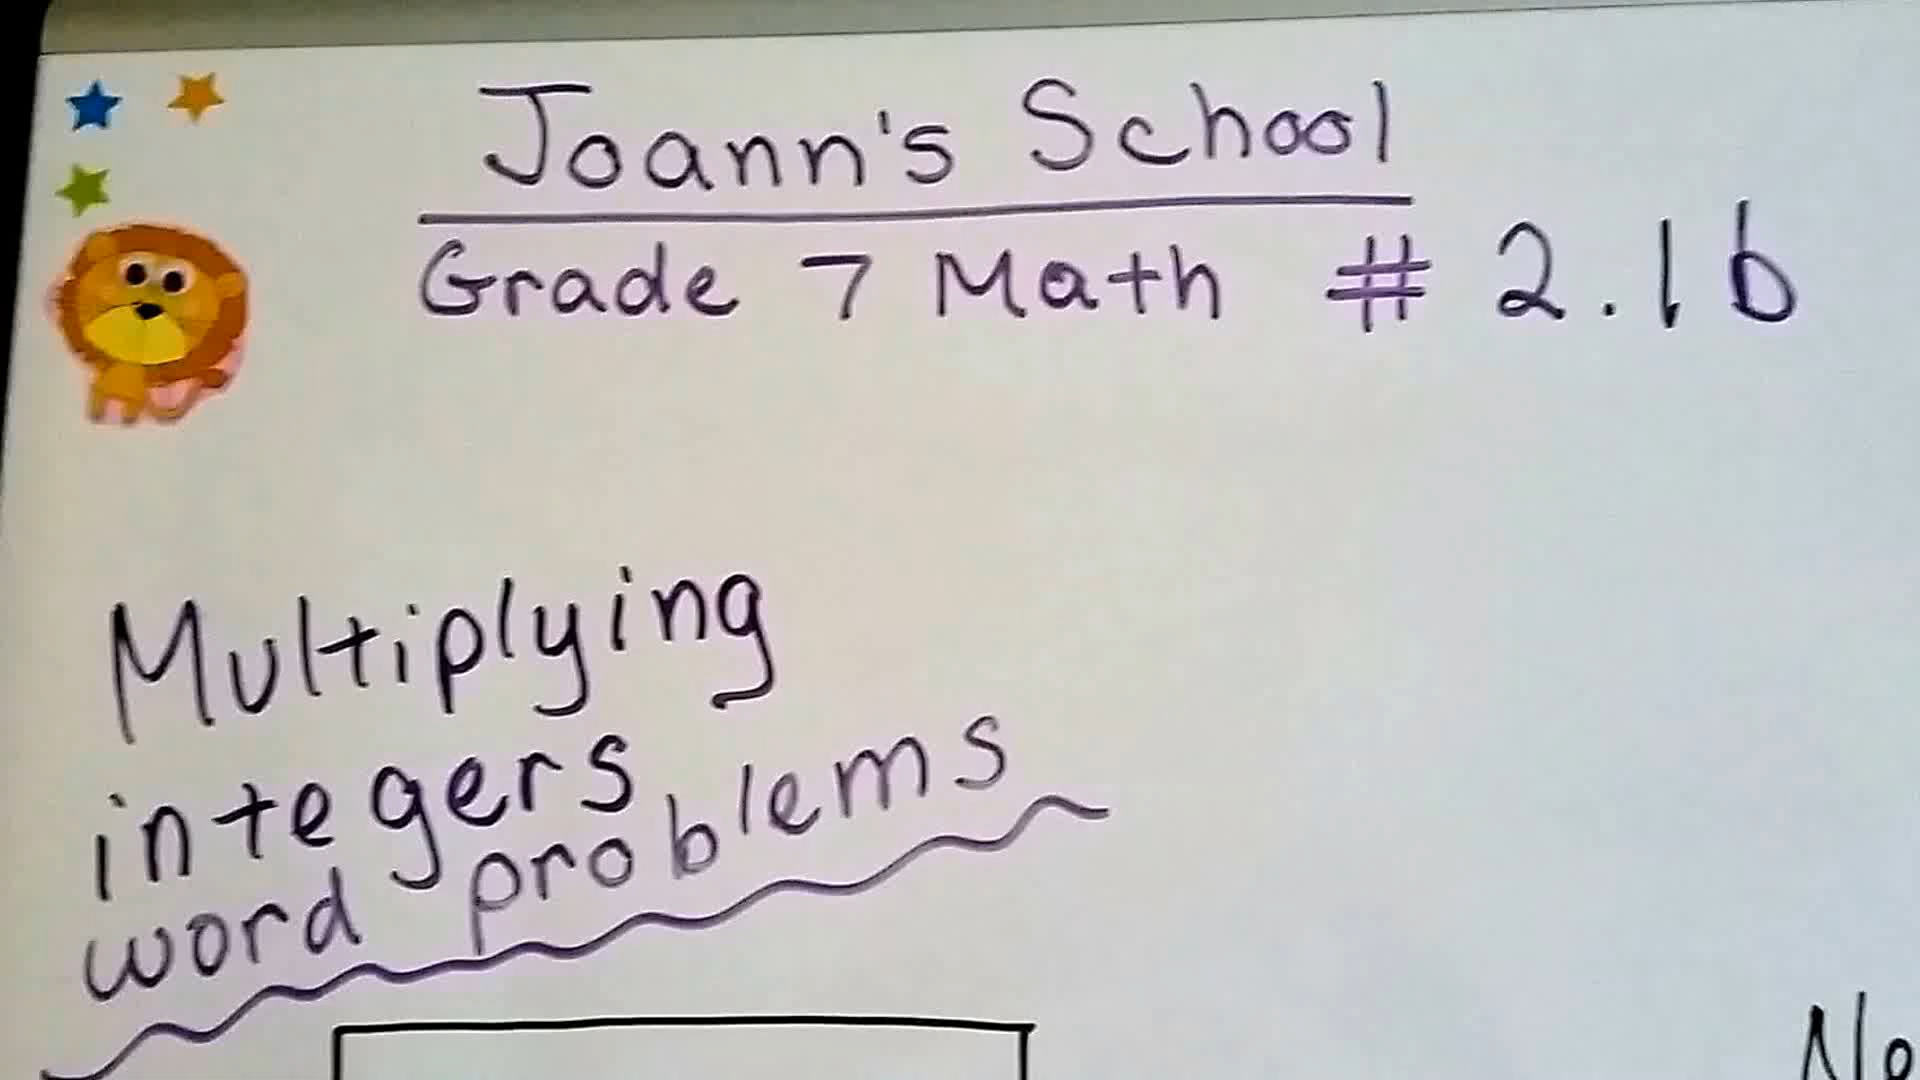 Joann's School
Grade 7 Math # 2.1b
Multiplying
integers
word problems